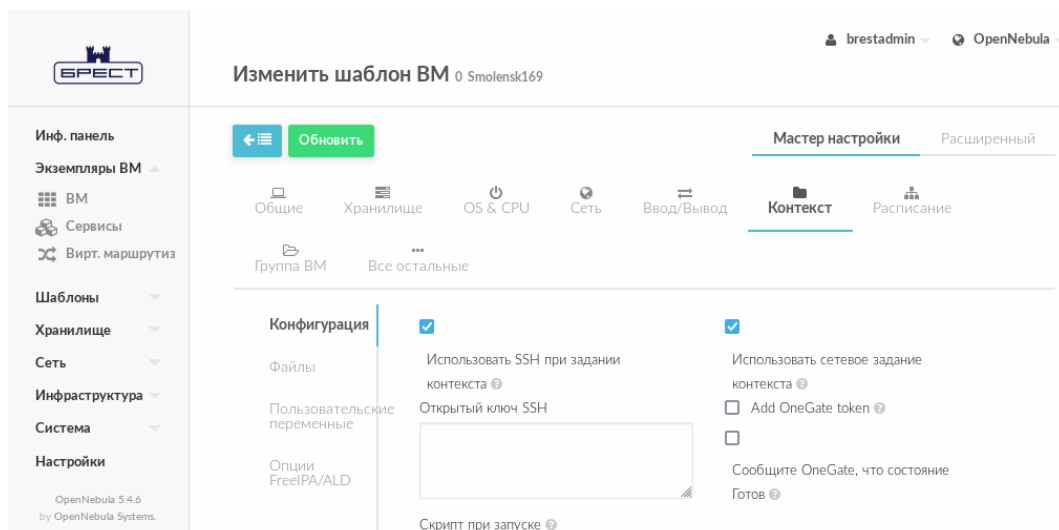 brestadmin
OpenNebula
БРЕСТ
Изменить шаблон ВМ 0 Smolensk169
Инф. панель
Экземпляры ВМ
ВМ
Сервисы
Вирт. маршрутиз
Шаблоны
Хранилище
Сеть
Инфраструктура
Система
Настройки
OpenNebula 5.4.6
by OpenNebula Systems.
Обновить
Мастер настройки
Расширенный
Общие
Хранилище
OS & CPU
Сеть
Ввод/Вывод
Контекст
Расписание
Группа ВМ
Все остальные
Конфигурация
Файлы
Пользовательские
переменные
Опции
FreeIPA/ALD
Использовать SSH при задании
контекста
Открытый ключ SSH
Скрипт при запуске
Использовать сетевое задание
контекста
Add OneGate token
Сообщите OneGate, что состояние
Готов